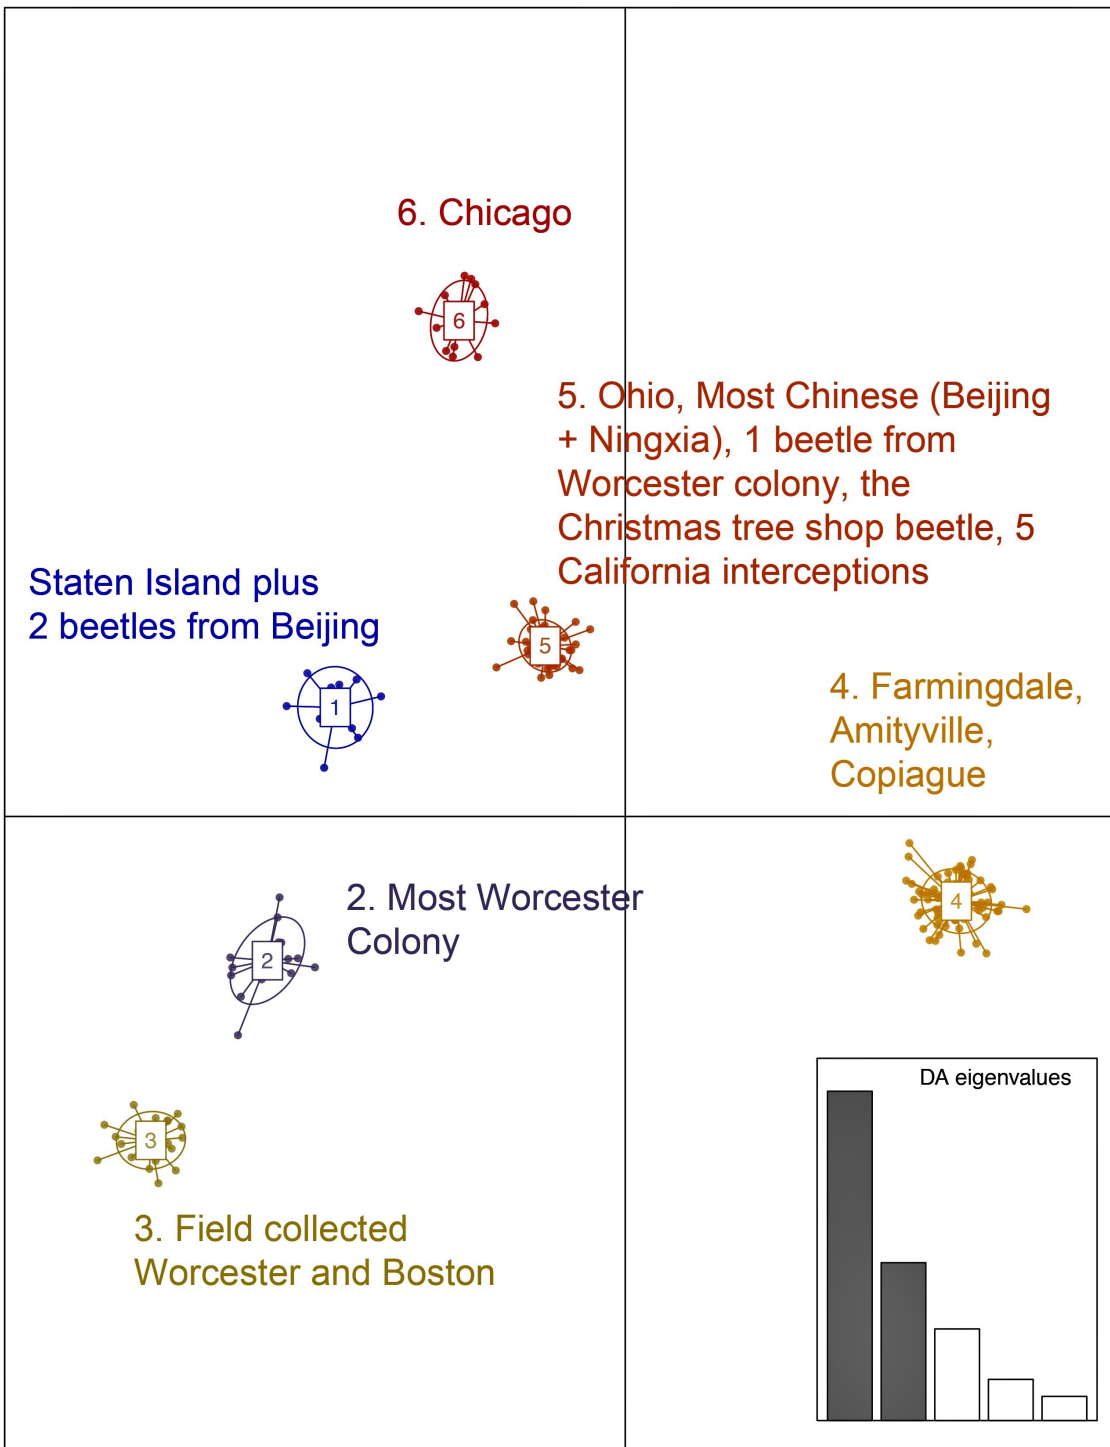 6. Chicago
6
5. Ohio, Most Chinese (Beijing
+ Ningxia), 1 beetle from
Worcester colony, the
Christmas tree shop beetle, 5
California interceptions
Staten Island plus
2 beetles from Beijing
5
1
4. Farmingdale,
Amityville,
Copiague
2. Most Worcester
Colony
4
2
DA eigenvalues
3
3. Field collected
Worcester and Boston